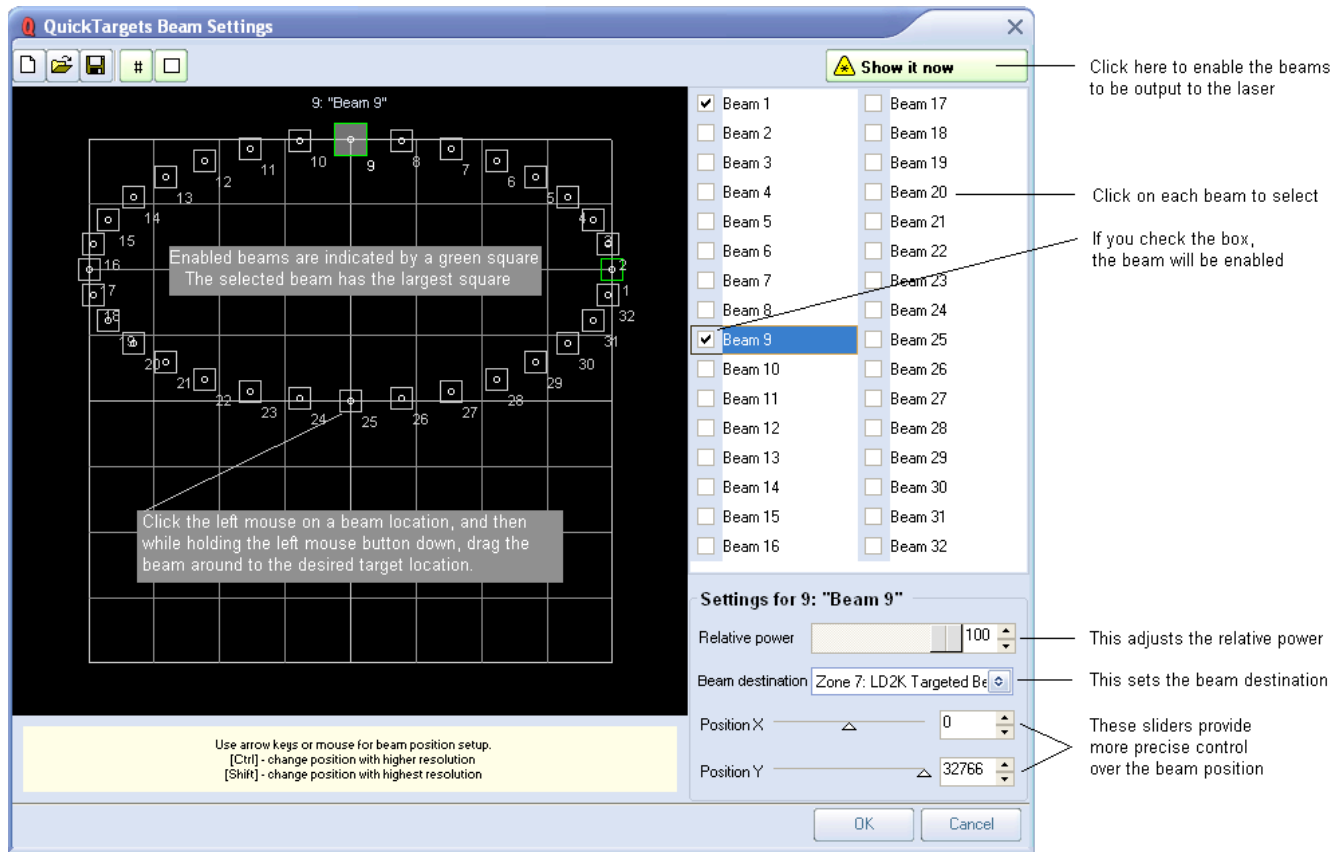 QuickTargets Beam Settings
#
Show it now
Click here to enable the beams
to be output to the laser
9: "Beam 9"
11
10
9
8
7
12
6
13
5
14
4
15
3
16
2
17
1
18
32
19
31
20
30
21
29
22
28
23
24
25
26
27
Enabled beams are indicated by a green square
The selected beam has the largest square
Click the left mouse on a beam location, and then
while holding the left mouse button down, drag the
beam around to the desired target location.
Use arrow keys or mouse for beam position setup.
[Ctrl] - change position with higher resolution
[Shift] - change position with highest resolution
Beam 1
Beam 2
Beam 3
Beam 4
Beam 5
Beam 6
Beam 7
Beam 8
Beam 9
Beam 10
Beam 11
Beam 12
Beam 13
Beam 14
Beam 15
Beam 16
Beam 17
Beam 18
Beam 19
Beam 20
Beam 21
Beam 22
Beam 23
Beam 24
Beam 25
Beam 26
Beam 27
Beam 28
Beam 29
Beam 30
Beam 31
Beam 32
Click on each beam to select
If you check the box,
the beam will be enabled
Settings for 9: "Beam 9"
Relative power 100
This adjusts the relative power
Beam destination Zone 7: LD2K Targeted Be
This sets the beam destination
Position X 0
Position Y 32766
These sliders provide
more precise control
over the beam position
OK
Cancel